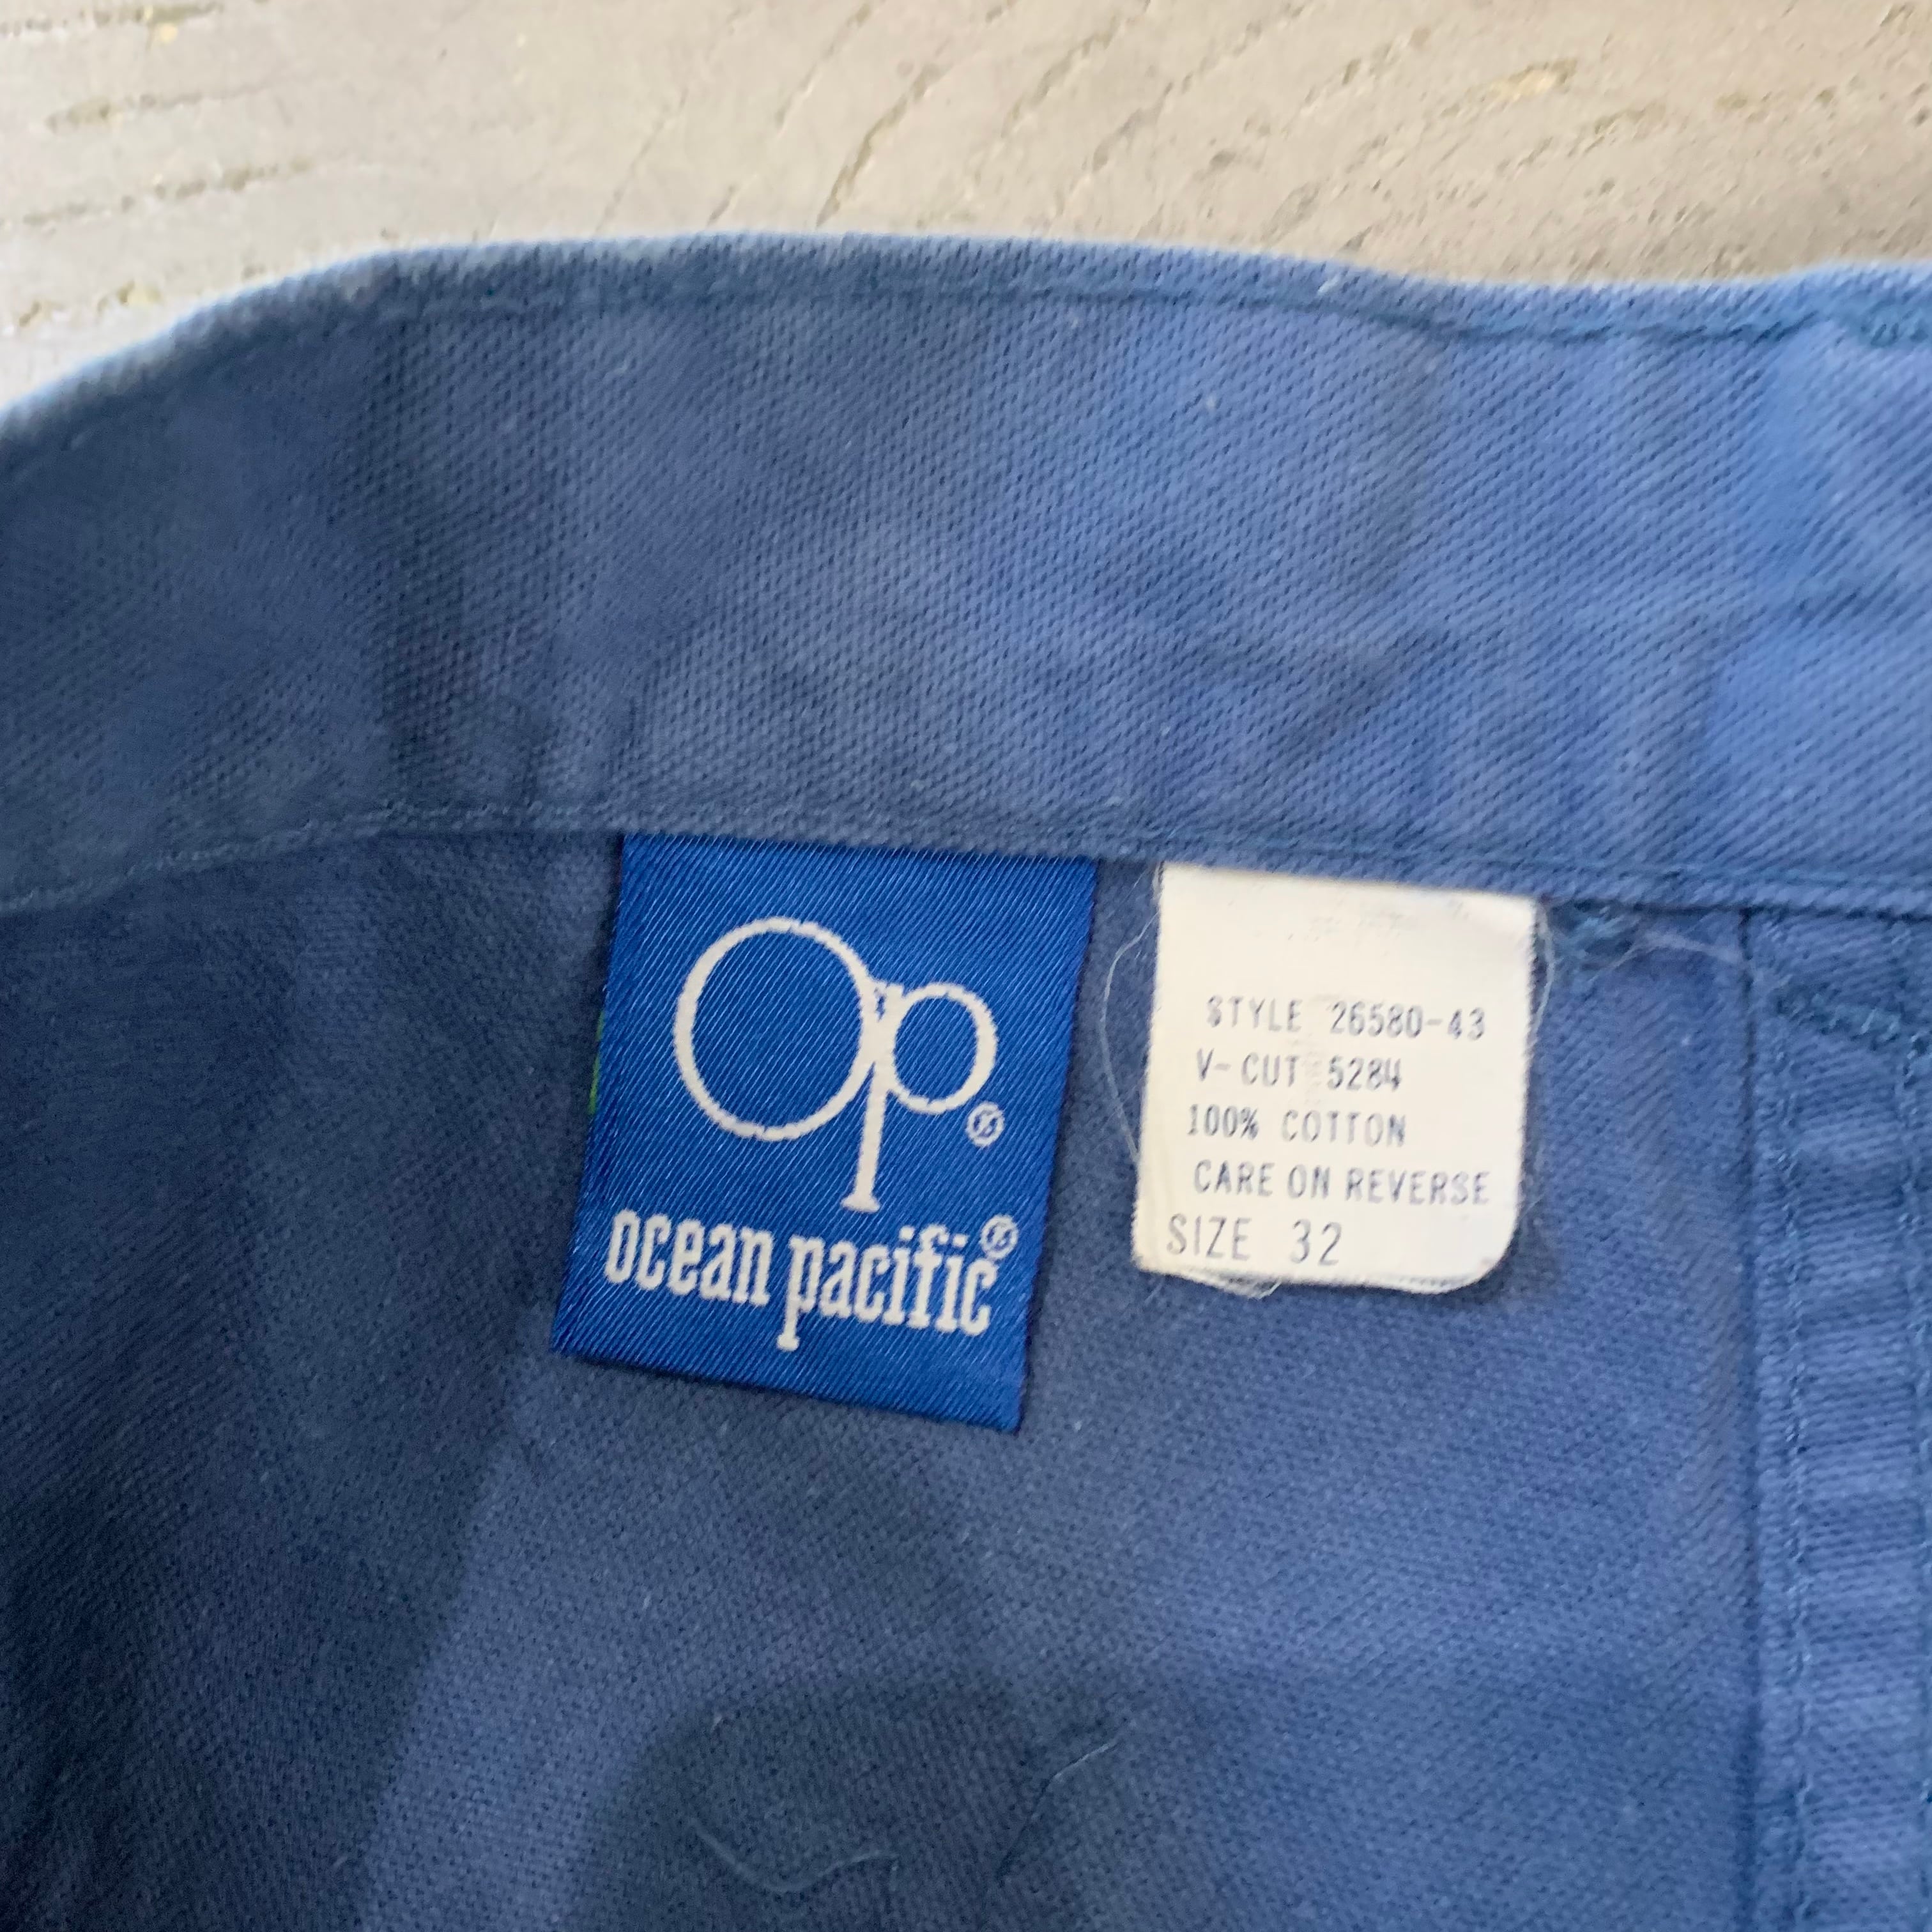 Op®
ocean pacific®
STYLE 26580-43
V-CUT 5284
100% COTTON
CARE ON REVERSE
SIZE 32